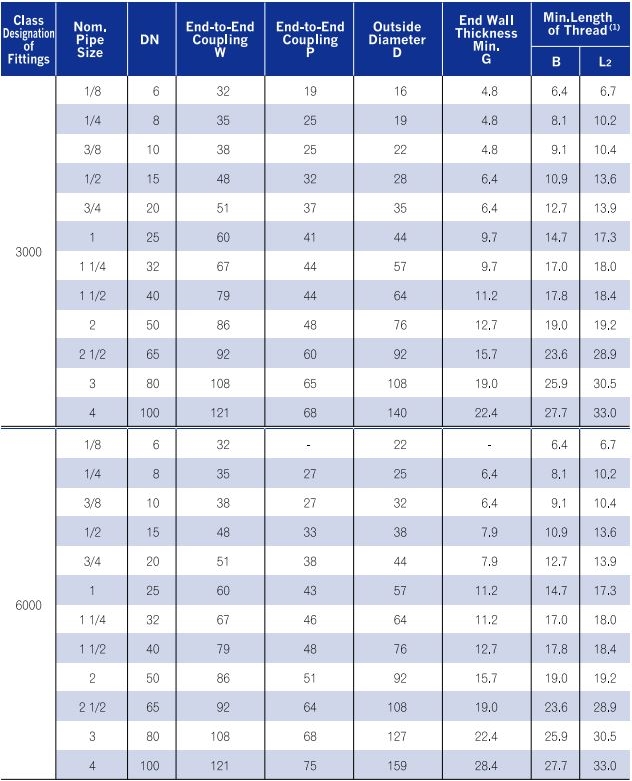 Class Designation of Fittings | Nom. Pipe Size | DN | End-to-End Coupling W | End-to-End Coupling P | Outside Diameter D | End Wall Thickness Min. G | Min.Length of Thread (1) B | L2
3000
1/8 6 32 19 16 4.8 6.4 6.7
1/4 8 35 25 19 4.8 8.1 10.2
3/8 10 38 25 22 4.8 9.1 10.4
1/2 15 48 32 28 6.4 10.9 13.6
3/4 20 51 37 35 6.4 12.7 13.9
1 25 60 41 44 9.7 14.7 17.3
1 1/4 32 67 44 57 9.7 17.0 18.0
1 1/2 40 79 44 64 11.2 17.8 18.4
2 50 86 48 76 12.7 19.0 19.2
2 1/2 65 92 60 92 15.7 23.6 28.9
3 80 108 65 108 19.0 25.9 30.5
4 100 121 68 140 22.4 27.7 33.0
6000
1/8 6 32 - 22 - 6.4 6.7
1/4 8 35 27 25 6.4 8.1 10.2
3/8 10 38 27 32 6.4 9.1 10.4
1/2 15 48 33 38 7.9 10.9 13.6
3/4 20 51 38 44 7.9 12.7 13.9
1 25 60 43 57 11.2 14.7 17.3
1 1/4 32 67 46 64 11.2 17.0 18.0
1 1/2 40 79 48 76 12.7 17.8 18.4
2 50 86 51 92 15.7 19.0 19.2
2 1/2 65 92 64 108 19.0 23.6 28.9
3 80 108 68 127 22.4 25.9 30.5
4 100 121 75 159 28.4 27.7 33.0